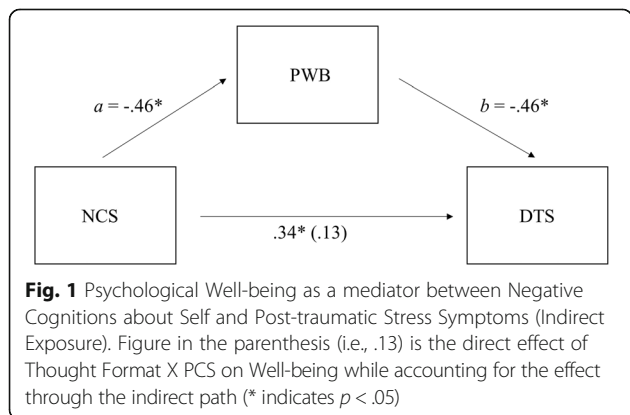 PWB
a = -.46*
b = -.46*
NCS
DTS
.34* (.13)
Fig. 1 Psychological Well-being as a mediator between Negative
Cognitions about Self and Post-traumatic Stress Symptoms (Indirect
Exposure). Figure in the parenthesis (i.e., .13) is the direct effect of
Thought Format X PCS on Well-being while accounting for the effect
through the indirect path (* indicates p < .05)